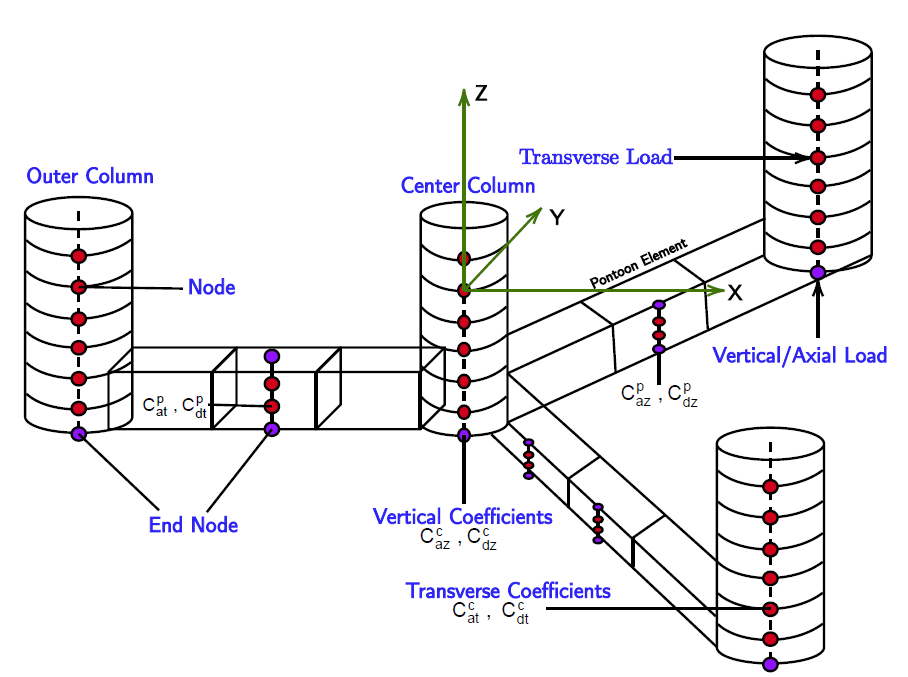 Z
Transverse Load
Outer Column
Center Column
Y
Pontoon Element
Node
X
Vertical/Axial Load
C^p_at , C^p_dt
C^p_az , C^p_dz
End Node
Vertical Coefficients
C^c_az , C^c_dz
Transverse Coefficients
C^c_at , C^c_dt